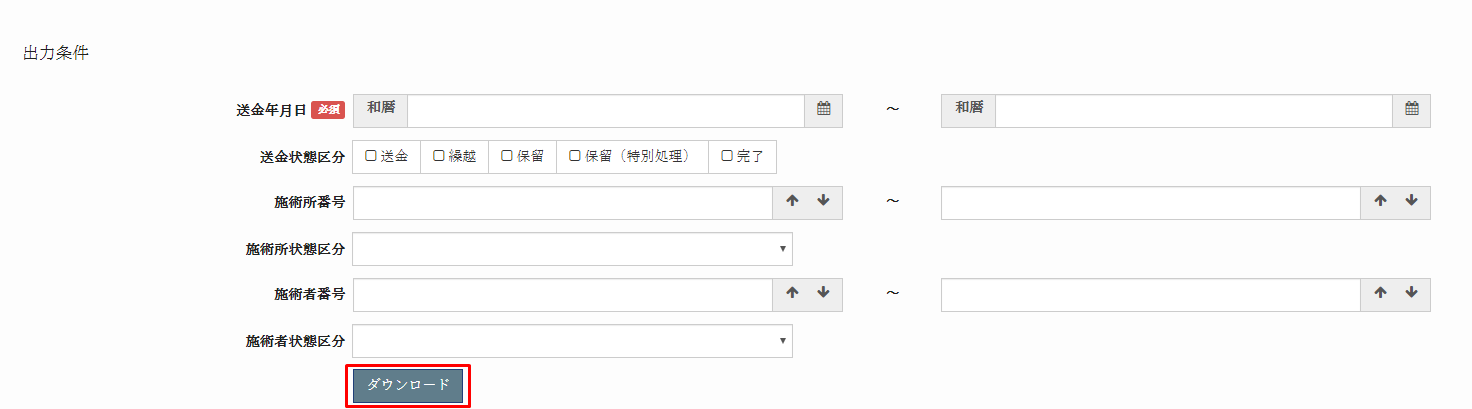 出力条件
送金年月日 必須 和暦 ～ 和暦
送金状態区分 送金 繰越 保留 保留（特別処理） 完了
施術所番号 ～
施術所状態区分
施術者番号 ～
施術者状態区分
ダウンロード